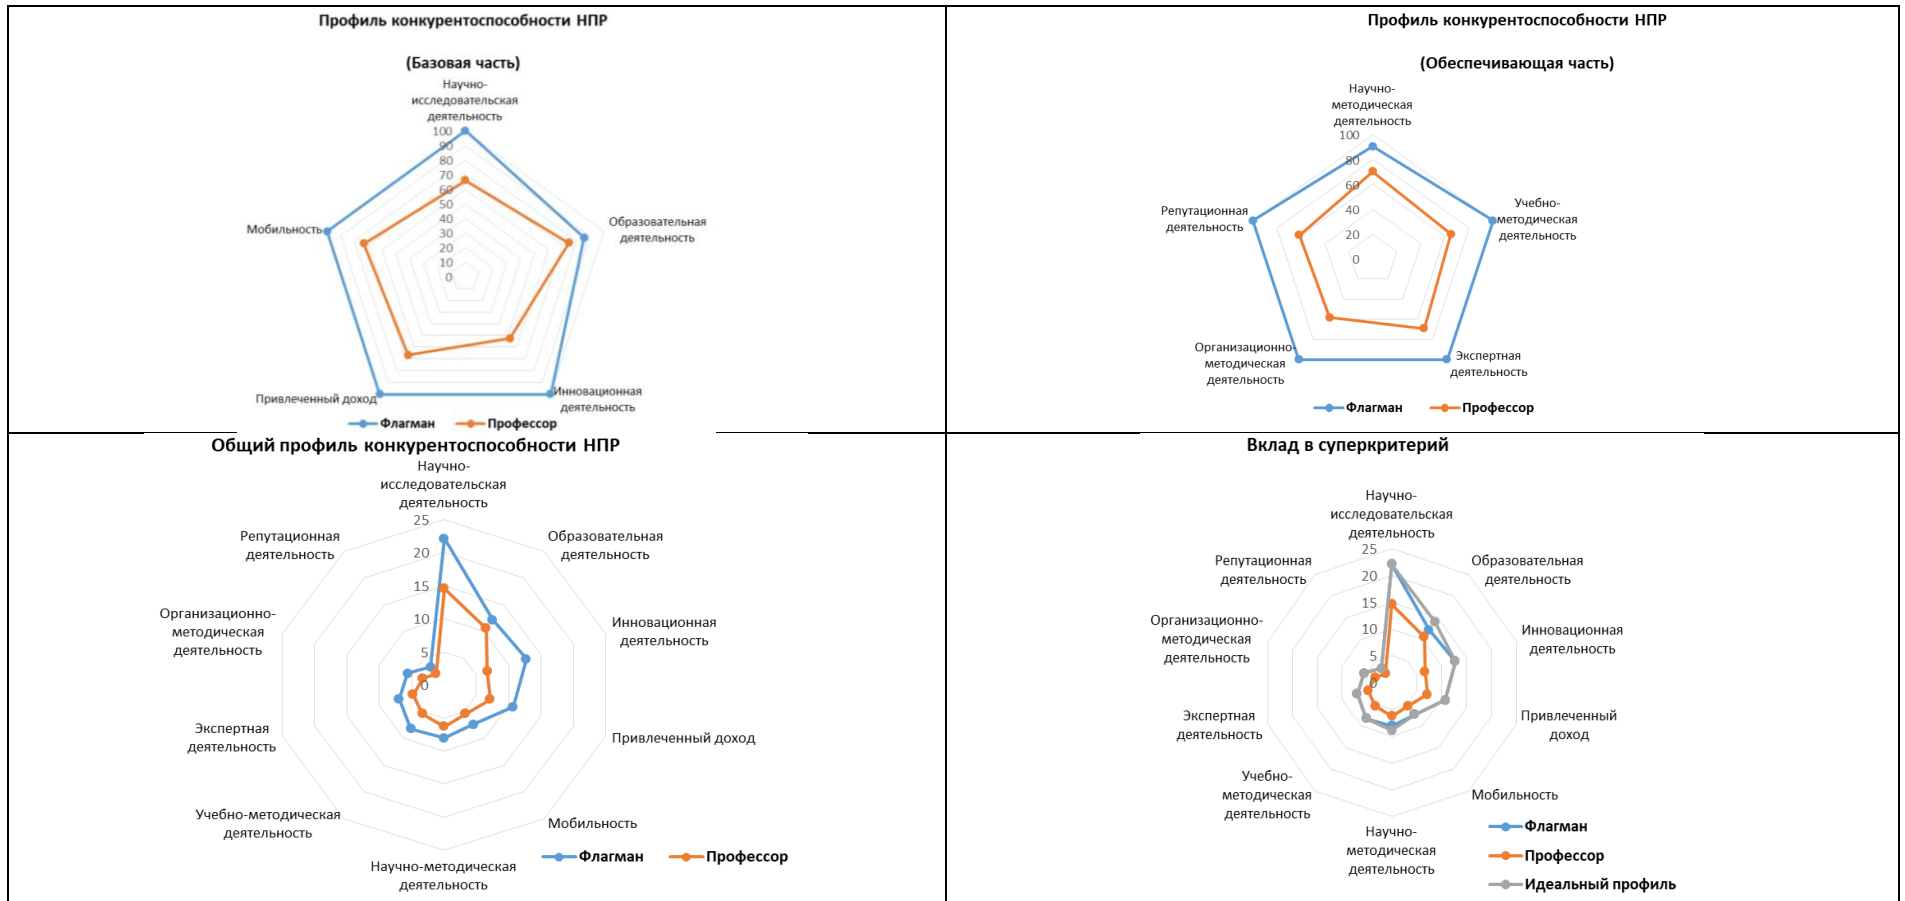 Профиль конкурентоспособности НПР
(Базовая часть)
Научно-
исследовательская
деятельность
100
90
80
70
60
50
40
30
20
10
0
Образовательная
деятельность
Инновационная
деятельность
Привлеченный доход
Мобильность
Флагман
Профессор
Профиль конкурентоспособности НПР
(Обеспечивающая часть)
Научно-
методическая
деятельность
100
80
60
40
20
0
Учебно-
методическая
деятельность
Экспертная
деятельность
Организационно-
методическая
деятельность
Репутационная
деятельность
Флагман
Профессор
Общий профиль конкурентоспособности НПР
Научно-
исследовательская
деятельность
25
20
15
10
5
0
Образовательная
деятельность
Инновационная
деятельность
Привлеченный доход
Мобильность
Научно-методическая
деятельность
Учебно-методическая
деятельность
Экспертная
деятельность
Организационно-
методическая
деятельность
Репутационная
деятельность
Флагман
Профессор
Вклад в суперкритерий
Научно-
исследовательская
деятельность
25
20
15
10
5
0
Образовательная
деятельность
Инновационная
деятельность
Привлеченный
доход
Мобильность
Научно-
методическая
деятельность
Учебно-
методическая
деятельность
Экспертная
деятельность
Организационно-
методическая
деятельность
Репутационная
деятельность
Флагман
Профессор
Идеальный профиль